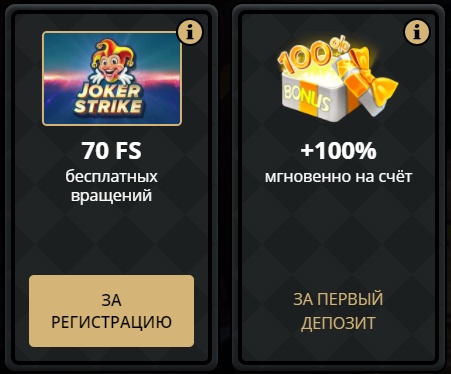 i
JOKER
STRIKE
70 FS
бесплатных
вращений
ЗА
РЕГИСТРАЦИЮ
i
100%
BONUS
+100%
мгновенно на счёт
ЗА ПЕРВЫЙ
ДЕПОЗИТ